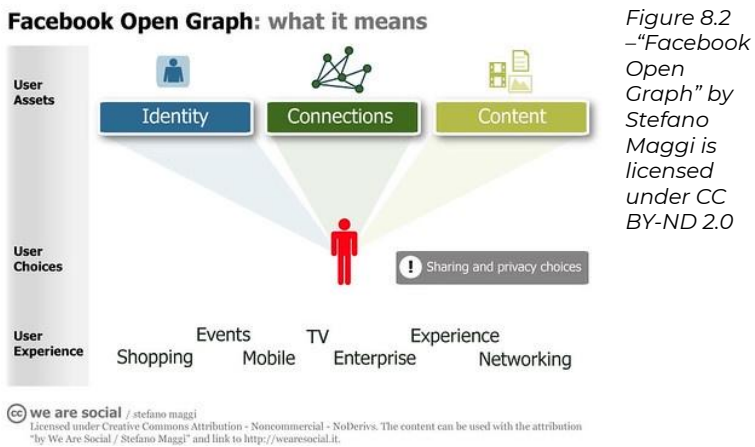 Facebook Open Graph: what it means
User
Assets
Identity
Connections
Content
User
Choices
! Sharing and privacy choices
User
Experience
Events
TV
Experience
Shopping
Mobile
Enterprise
Networking
cc we are social / stefano maggi
Licensed under Creative Commons Attribution - Noncommercial - NoDerivs. The content can be used with the attribution
"by We Are Social / Stefano Maggi" and link to http://wearesocial.it.
Figure 8.2
–“Facebook
Open
Graph” by
Stefano
Maggi is
licensed
under CC
BY-ND 2.0